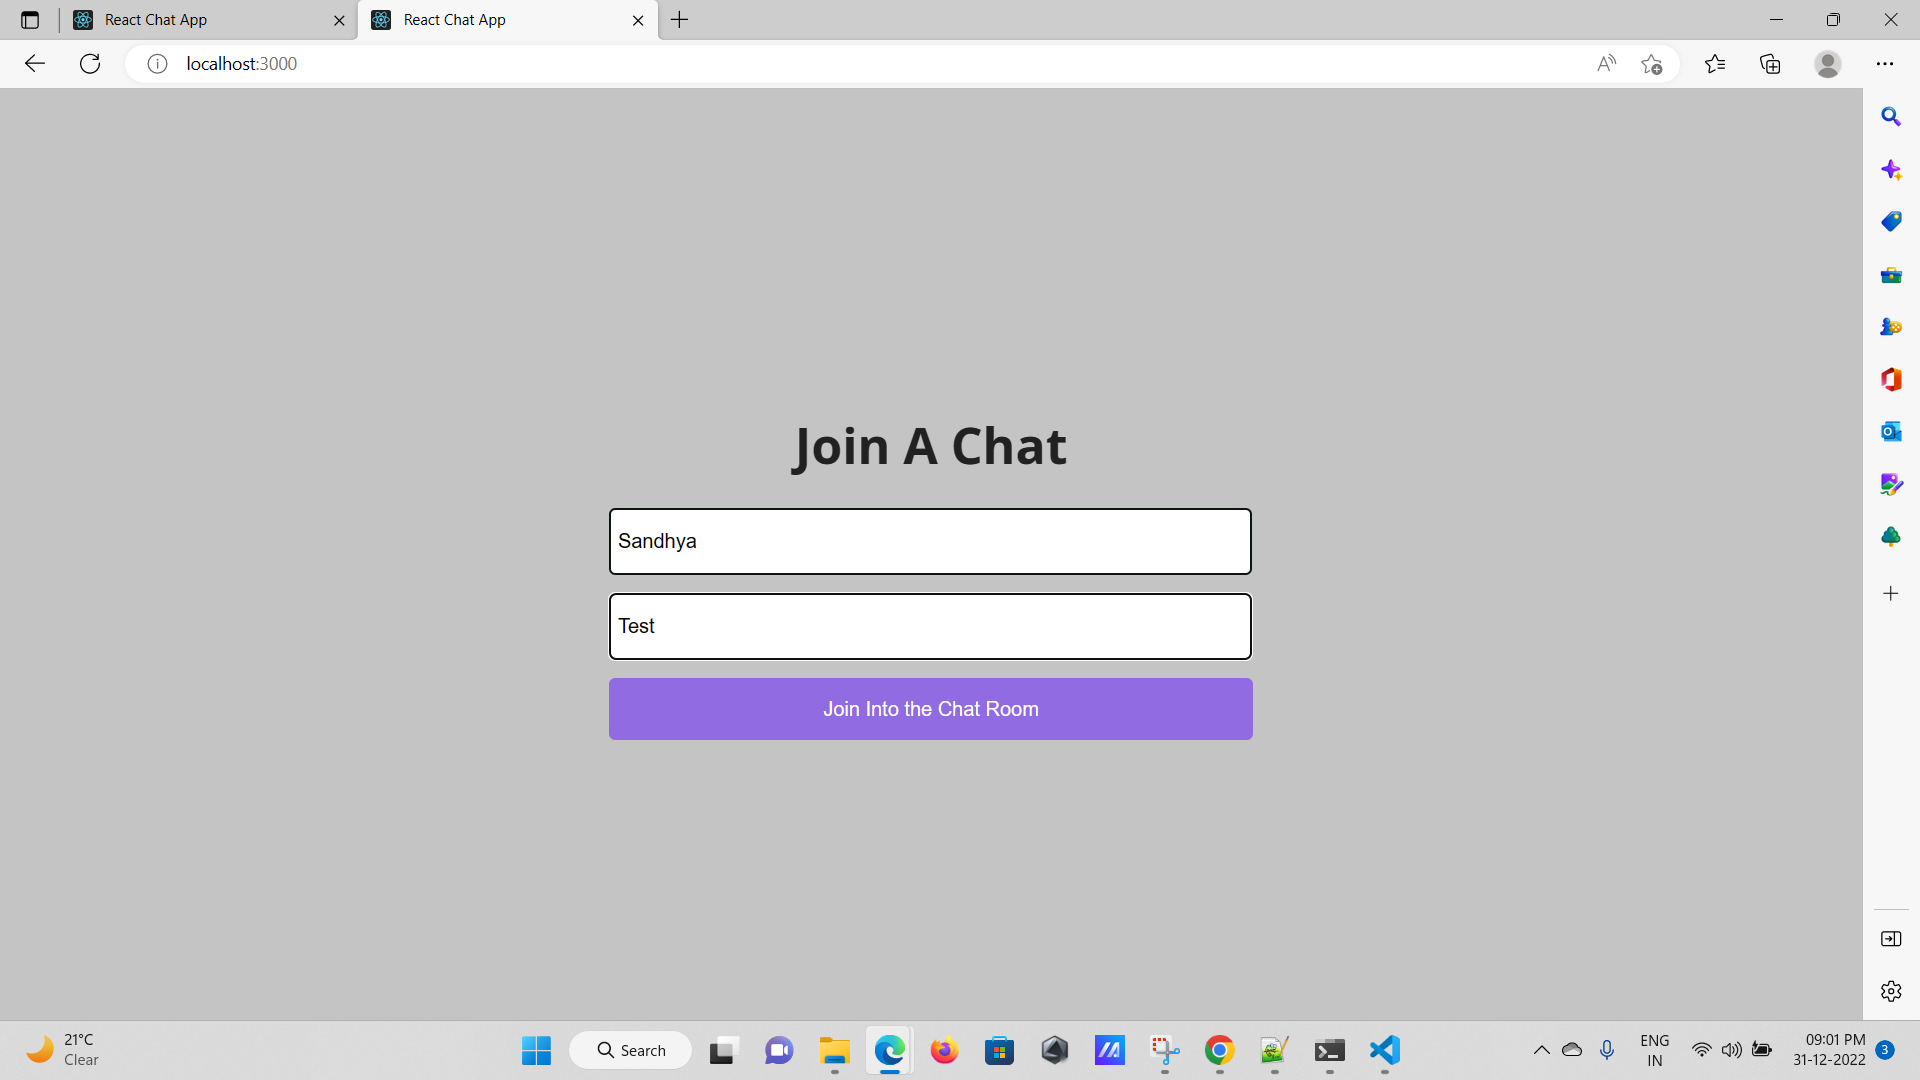 React Chat App
React Chat App
localhost:3000
Join A Chat
Sandhya
Test
Join Into the Chat Room
21°C
Clear
Search
ENG
IN
09:01 PM
31-12-2022
3